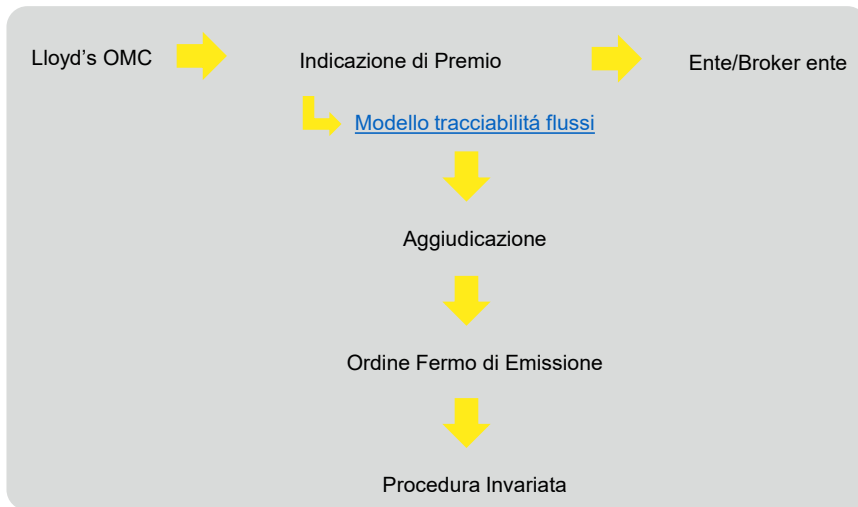 Lloyd’s OMC
Indicazione di Premio
Ente/Broker ente
Modello tracciabilitá flussi
Aggiudicazione
Ordine Fermo di Emissione
Procedura Invariata